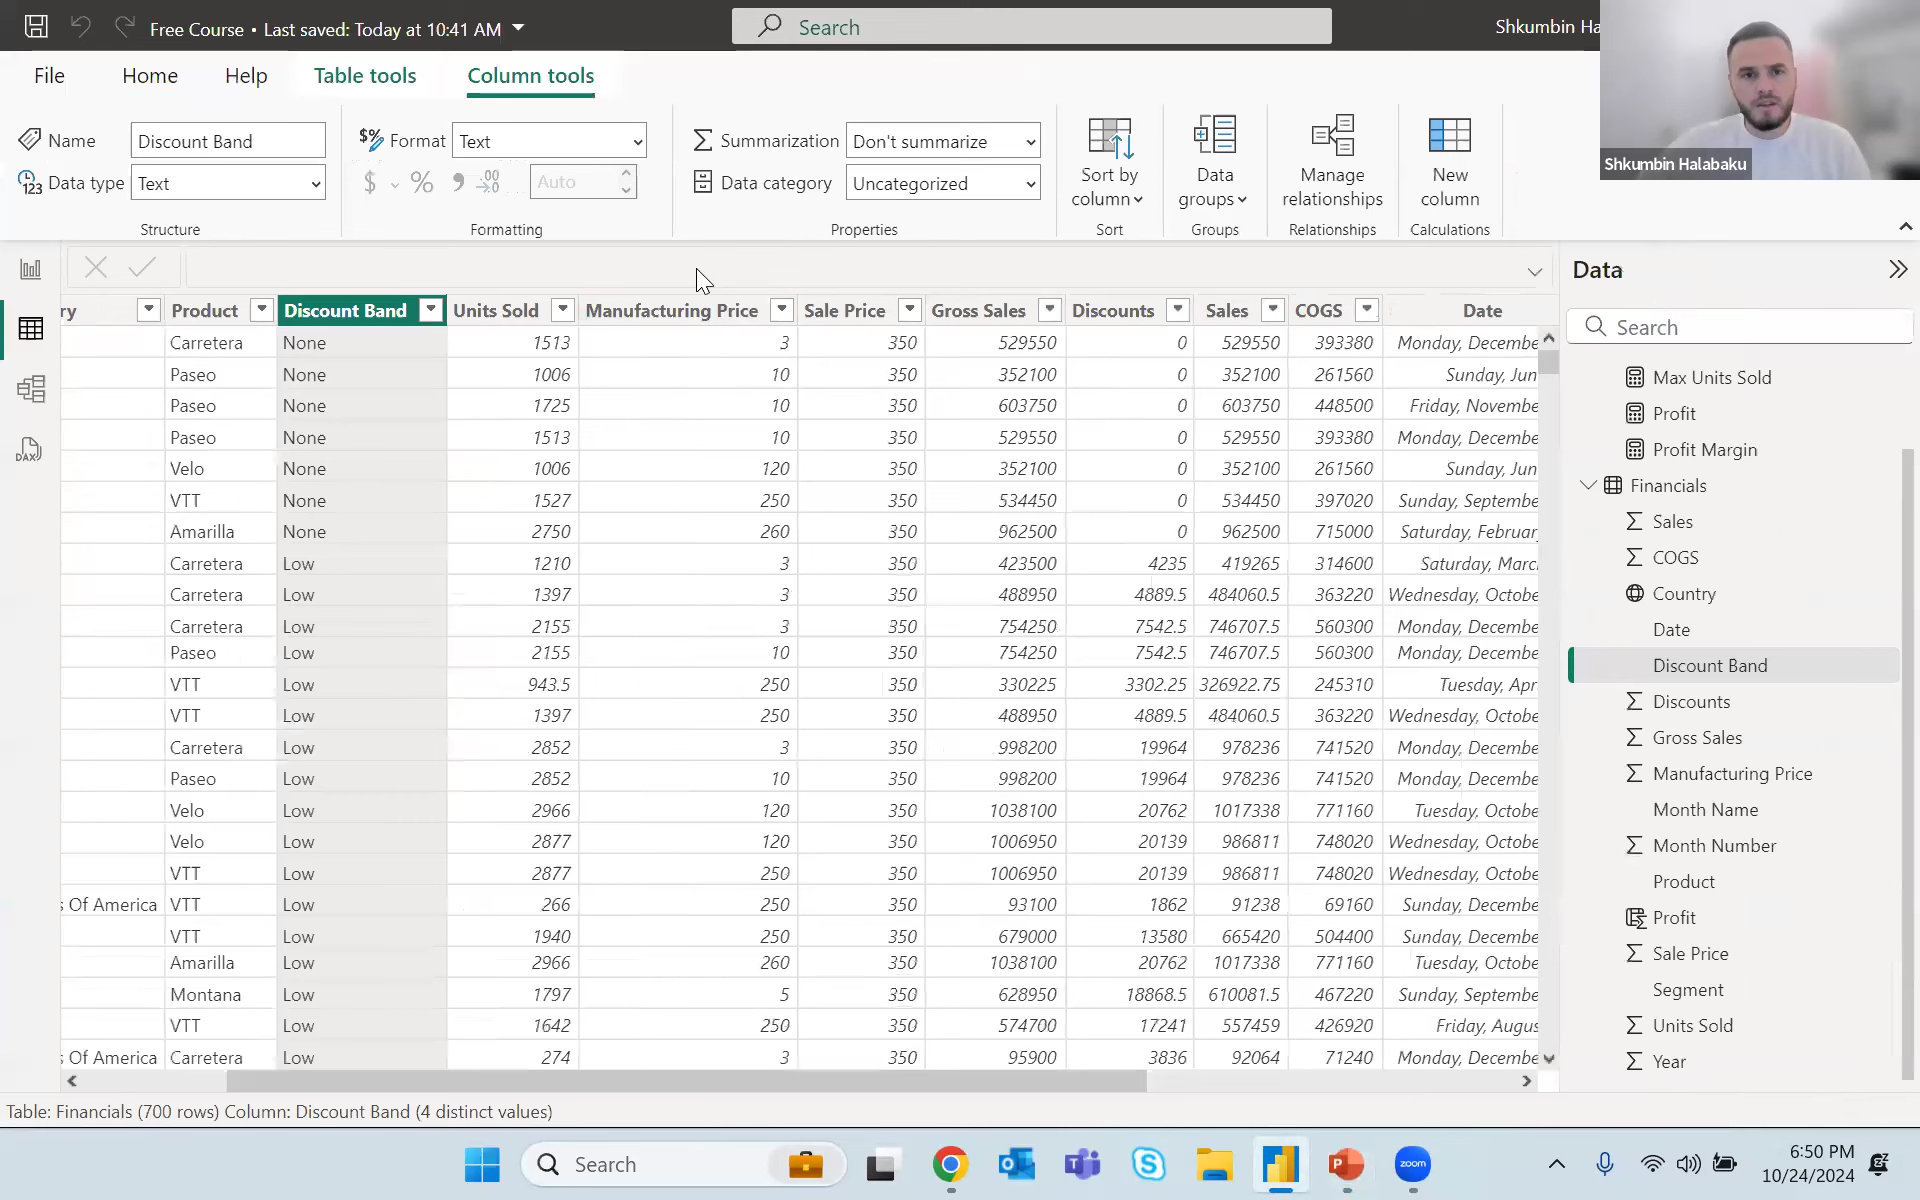 Free Course • Last saved: Today at 10:41 AM
Search
Shkumbin Ha
File Home Help Table tools Column tools
Name Discount Band
Data type Text
Structure
Format Text
$ % Auto
Formatting
Summarization Don't summarize
Data category Uncategorized
Properties
Sort by column
Sort
Data groups
Groups
Manage relationships
Relationships
New column
Calculations
Shkumbin Halabaku
ry Product Discount Band Units Sold Manufacturing Price Sale Price Gross Sales Discounts Sales COGS Date
Carretera None 1513 3 350 529550 0 529550 393380 Monday, Decembe
Paseo None 1006 10 350 352100 0 352100 261560 Sunday, Jun
Paseo None 1725 10 350 603750 0 603750 448500 Friday, Novembe
Paseo None 1513 10 350 529550 0 529550 393380 Monday, Decembe
Velo None 1006 120 350 352100 0 352100 261560 Sunday, Jun
VTT None 1527 250 350 534450 0 534450 397020 Sunday, Septembe
Amarilla None 2750 260 350 962500 0 962500 715000 Saturday, Februar
Carretera Low 1210 3 350 423500 4235 419265 314600 Saturday, Marc
Carretera Low 1397 3 350 488950 4889.5 484060.5 363220 Wednesday, Octobe
Carretera Low 2155 3 350 754250 7542.5 746707.5 560300 Monday, Decembe
Paseo Low 2155 10 350 754250 7542.5 746707.5 560300 Monday, Decembe
VTT Low 943.5 250 350 330225 3302.25 326922.75 245310 Tuesday, Apr
VTT Low 1397 250 350 488950 4889.5 484060.5 363220 Wednesday, Octobe
Carretera Low 2852 3 350 998200 19964 978236 741520 Monday, Decembe
Paseo Low 2852 10 350 998200 19964 978236 741520 Monday, Decembe
Velo Low 2966 120 350 1038100 20762 1017338 771160 Tuesday, Octobe
Velo Low 2877 120 350 1006950 20139 986811 748020 Wednesday, Octobe
VTT Low 2877 250 350 1006950 20139 986811 748020 Wednesday, Octobe
s Of America VTT Low 266 250 350 93100 1862 91238 69160 Sunday, Decembe
VTT Low 1940 250 350 679000 13580 665420 504400 Sunday, Decembe
Amarilla Low 2966 260 350 1038100 20762 1017338 771160 Tuesday, Octobe
Montana Low 1797 5 350 628950 18868.5 610081.5 467220 Sunday, Septembe
VTT Low 1642 250 350 574700 17241 557459 426920 Friday, Augus
s Of America Carretera Low 274 3 350 95900 3836 92064 71240 Monday, Decembe
DAX
Data
Search
Max Units Sold
Profit
Profit Margin
Financials
Sales
COGS
Country
Date
Discount Band
Discounts
Gross Sales
Manufacturing Price
Month Name
Month Number
Product
Profit
Sale Price
Segment
Units Sold
Year
Table: Financials (700 rows) Column: Discount Band (4 distinct values)
Search
zoom
6:50 PM
10/24/2024